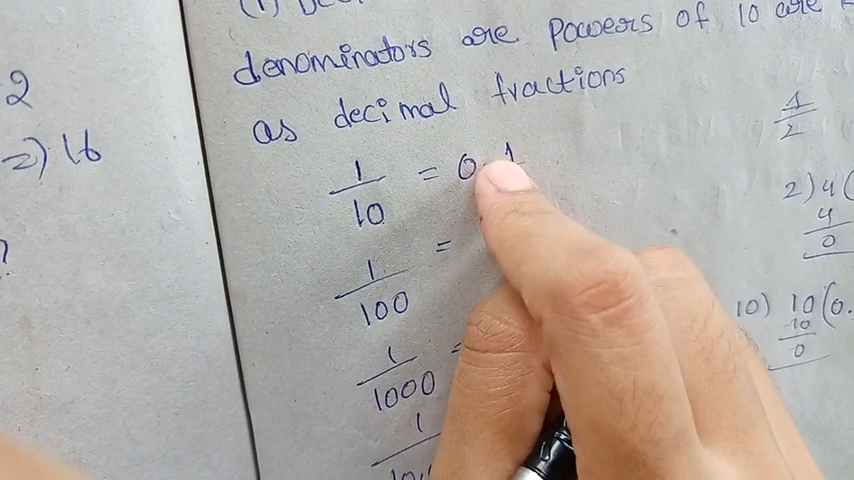 2
2) 16
denominators are powers of 10 are
as decimal fractions
1/10 = 0.1
1/100 =
1/1000 =
1
1/2
2) 4 (
4
0
10) 10 (0.
10
0